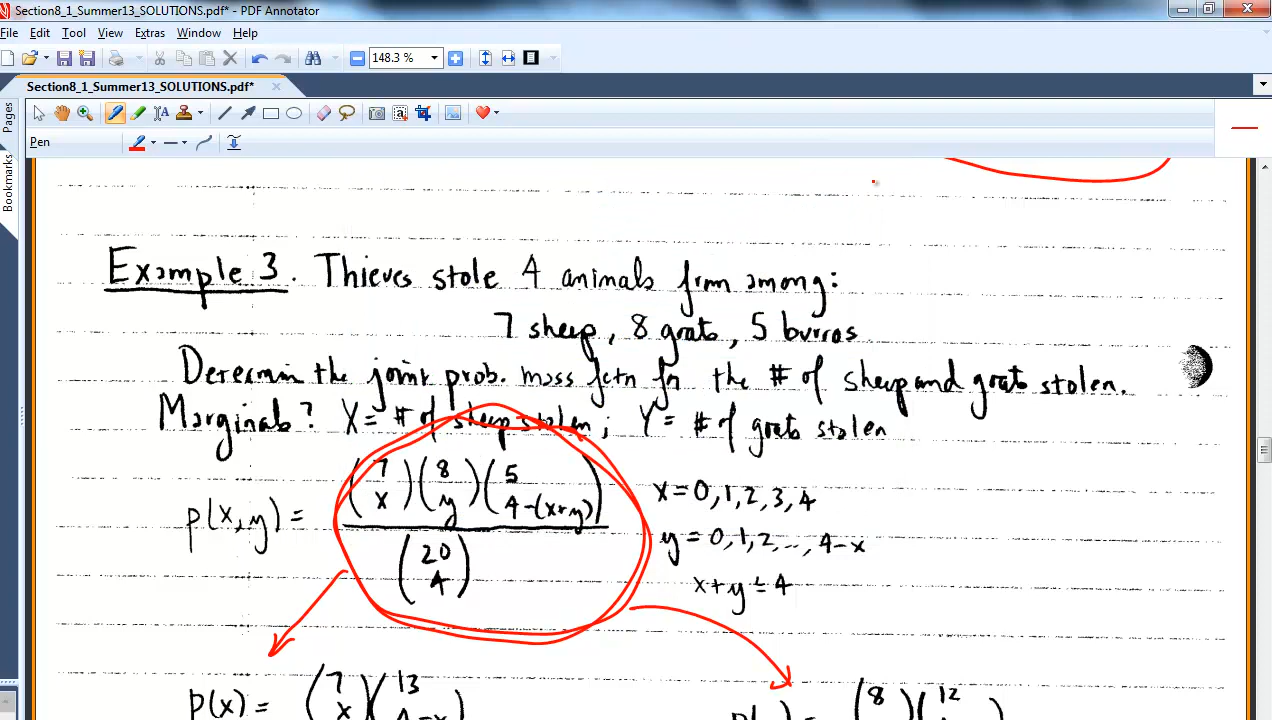 Section8_1_Summer13_SOLUTIONS.pdf* - PDF Annotator
File Edit Tool View Extras Window Help
148.3 %
Section8_1_Summer13_SOLUTIONS.pdf*
Pages
Bookmarks
Pen
Example 3. Thieves stole 4 animals from among:
7 sheep, 8 goats, 5 burros.
Deremin the joint prob. mass fctn for the # of sheep and goats stolen.
Marginals? X = # of sheep stolen; Y = # of goats stolen
p(x,y) = (7 x)(8 y)(5 4-(x+y)) / (20 4)
x = 0,1,2,3,4
y = 0,1,2,..., 4-x
x+y ≤ 4
p(x) = (7 x)(13 4-x)
(8 )(12